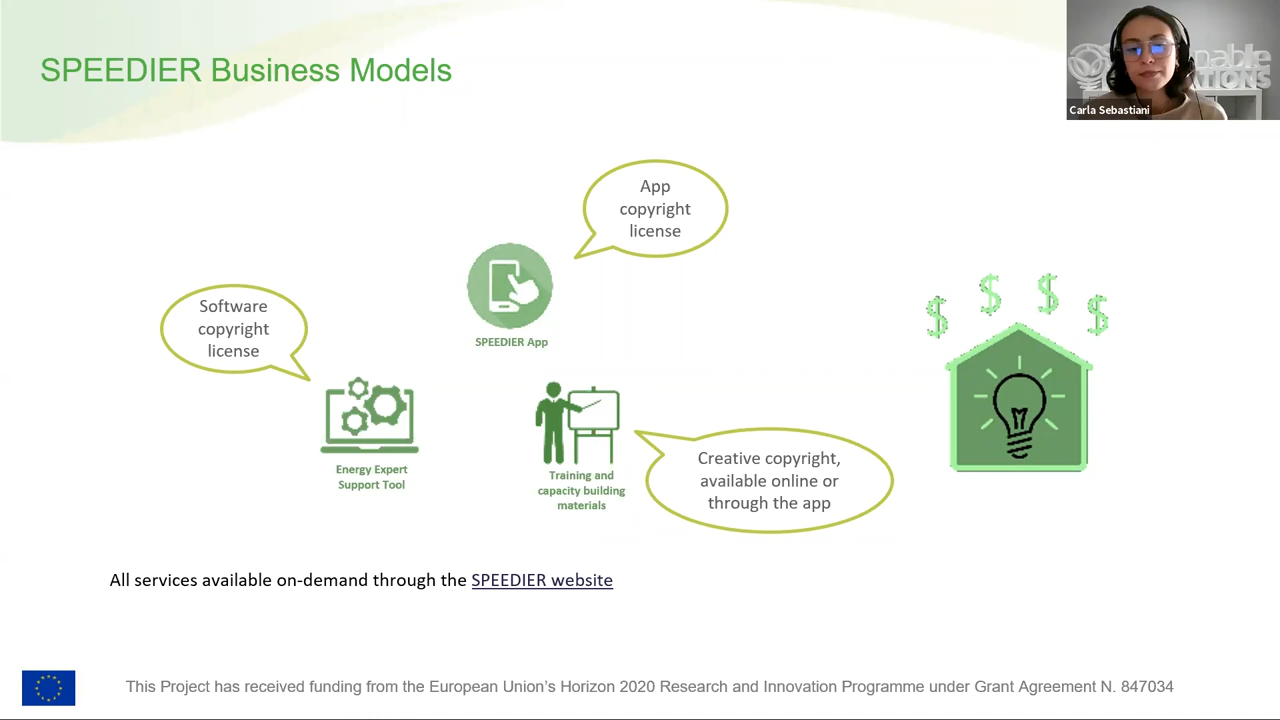 SPEEDIER Business Models
nable
TIONS
Carla Sebastiani
App
copyright
license
Software
copyright
license
SPEEDIER App
$ $ $ $
Energy Expert
Support Tool
Training and
capacity building
materials
Creative copyright,
available online or
through the app
All services available on-demand through the SPEEDIER website
This Project has received funding from the European Union’s Horizon 2020 Research and Innovation Programme under Grant Agreement N. 847034